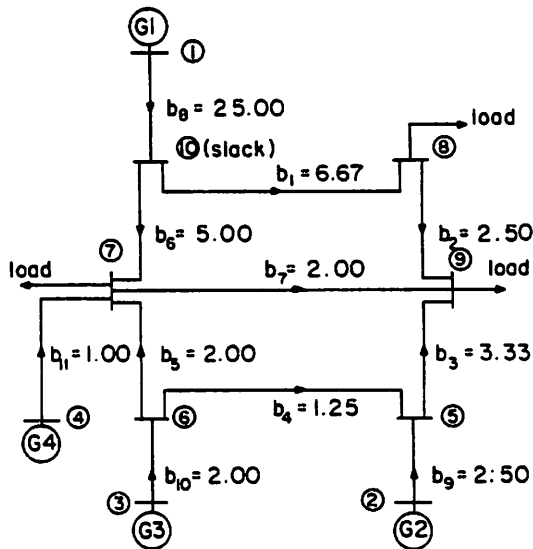 G1
①
b₈= 25.00
⑩(slack)
load
⑧
b₁= 6.67
⑦
b₆= 5.00
b₂= 2.50
⑨
load
b₇= 2.00
load
b₁₁= 1.00
b₅= 2.00
b₃= 3.33
④
⑥
b₄= 1.25
⑤
G4
b₁₀= 2.00
b₉= 2:50
③
②
G3
G2